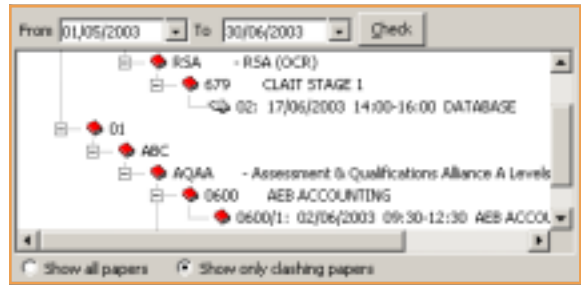 From 01/05/2003 To 30/06/2003 Check
RSA - RSA (OCR)
679 CLAIT STAGE 1
02: 17/06/2003 14:00-16:00 DATABASE
01
ABC
AQAA - Assessment & Qualifications Alliance A Levels
0600 AEB ACCOUNTING
0600/1: 02/06/2003 09:30-12:30 AEB ACCOU
Show all papers Show only clashing papers